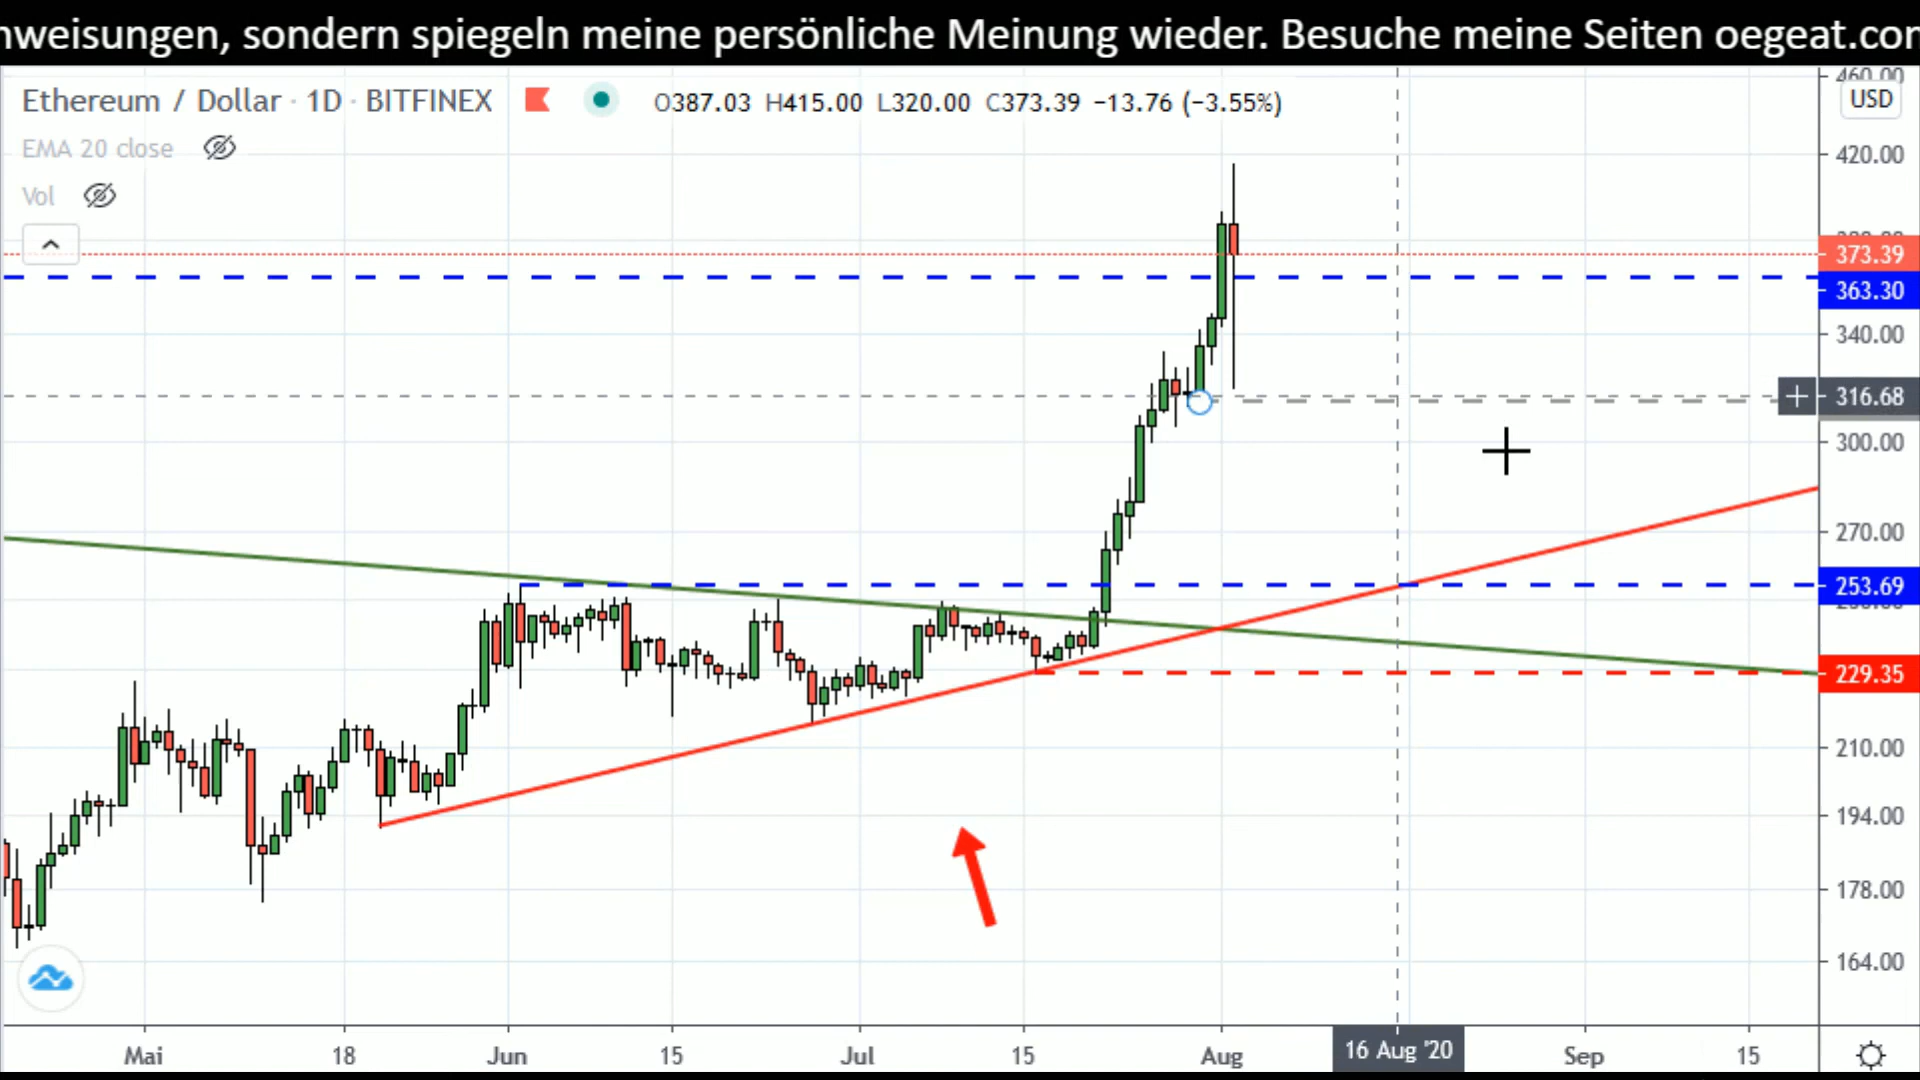 nweisungen, sondern spiegeln meine persönliche Meinung wieder. Besuche meine Seiten oegeat.com
Ethereum / Dollar · 1D · BITFINEX O387.03 H415.00 L320.00 C373.39 −13.76 (−3.55%)
EMA 20 close
Vol
460.00
USD
420.00
373.39
363.30
340.00
316.68
300.00
270.00
253.69
229.35
210.00
194.00
178.00
164.00
Mai 18 Jun 15 Jul 15 Aug 16 Aug '20 Sep 15